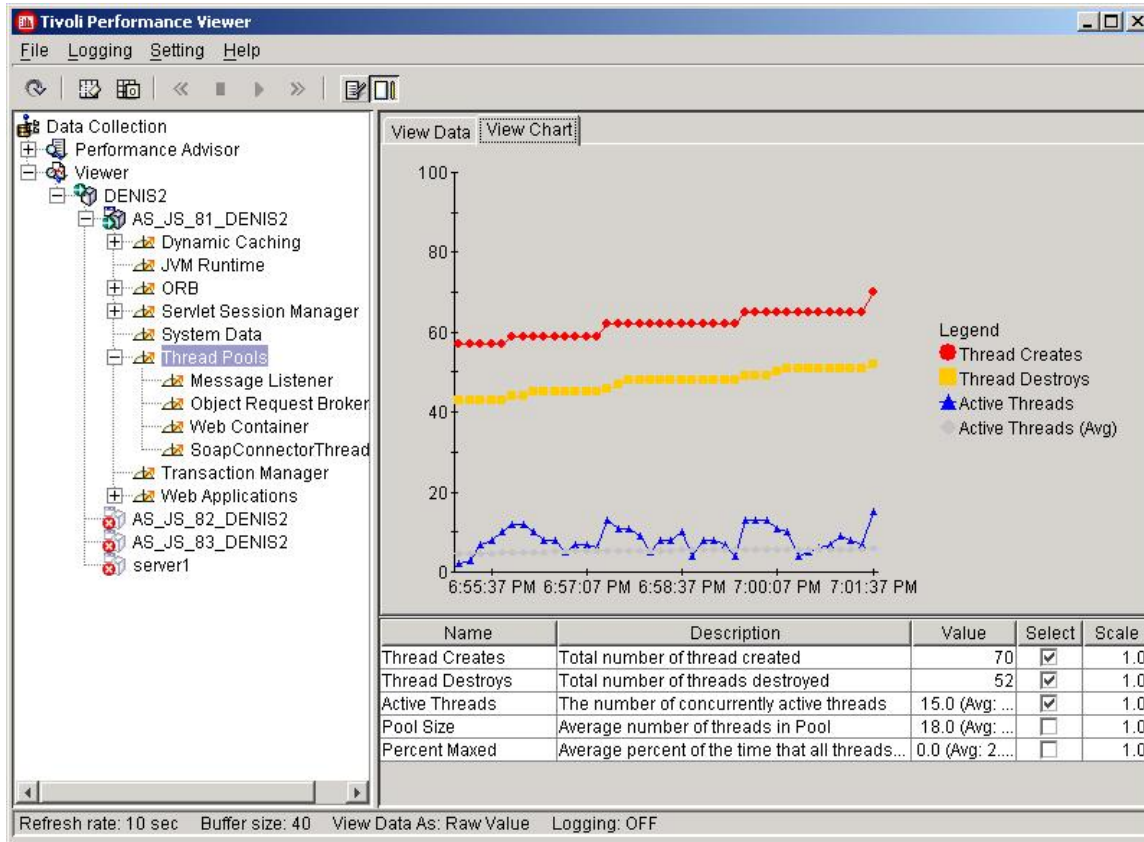 Tivoli Performance Viewer
File Logging Setting Help
Data Collection
Performance Advisor
Viewer
DENIS2
AS_JS_81_DENIS2
Dynamic Caching
JVM Runtime
ORB
Servlet Session Manager
System Data
Thread Pools
Message Listener
Object Request Broker
Web Container
SoapConnectorThread
Transaction Manager
Web Applications
AS_JS_82_DENIS2
AS_JS_83_DENIS2
server1
View Data View Chart
100
80
60
40
20
0
6:55:37 PM 6:57:07 PM 6:58:37 PM 7:00:07 PM 7:01:37 PM
Legend
Thread Creates
Thread Destroys
Active Threads
Active Threads (Avg)
Name Description Value Select Scale
Thread Creates Total number of thread created 70 1.0
Thread Destroys Total number of threads destroyed 52 1.0
Active Threads The number of concurrently active threads 15.0 (Avg: ... 1.0
Pool Size Average number of threads in Pool 18.0 (Avg: ... 1.0
Percent Maxed Average percent of the time that all threads... 0.0 (Avg: 2.... 1.0
Refresh rate: 10 sec Buffer size: 40 View Data As: Raw Value Logging: OFF